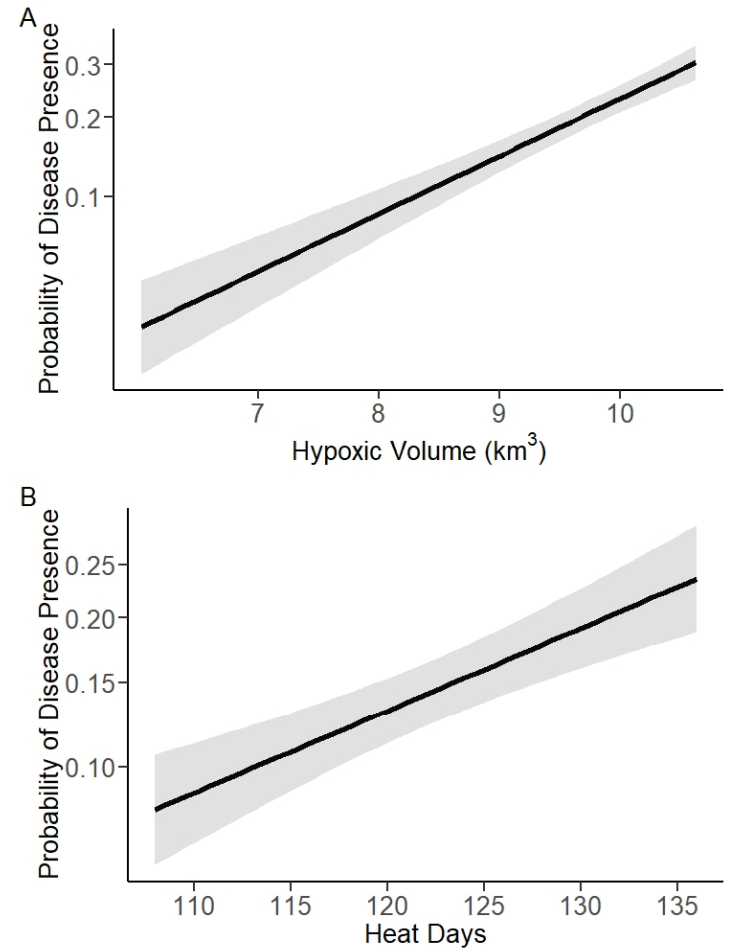 A
Probability of Disease Presence
0.3
0.2
0.1
7 8 9 10
Hypoxic Volume (km³)
B
Probability of Disease Presence
0.25
0.20
0.15
0.10
110 115 120 125 130 135
Heat Days